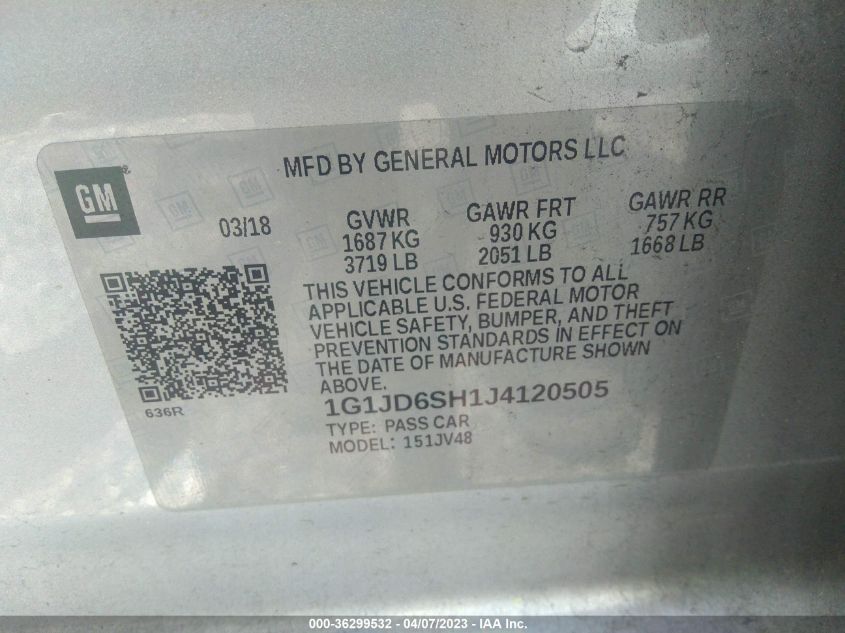 MFD BY GENERAL MOTORS LLC
GM
03/18 GVWR GAWR FRT GAWR RR
1687 KG 930 KG 757 KG
3719 LB 2051 LB 1668 LB
THIS VEHICLE CONFORMS TO ALL
APPLICABLE U.S. FEDERAL MOTOR
VEHICLE SAFETY, BUMPER, AND THEFT
PREVENTION STANDARDS IN EFFECT ON
THE DATE OF MANUFACTURE SHOWN
ABOVE.
636R
1G1JD6SH1J4120505
TYPE: PASS CAR
MODEL: 151JV48
000-36299532 - 04/07/2023 - IAA Inc.